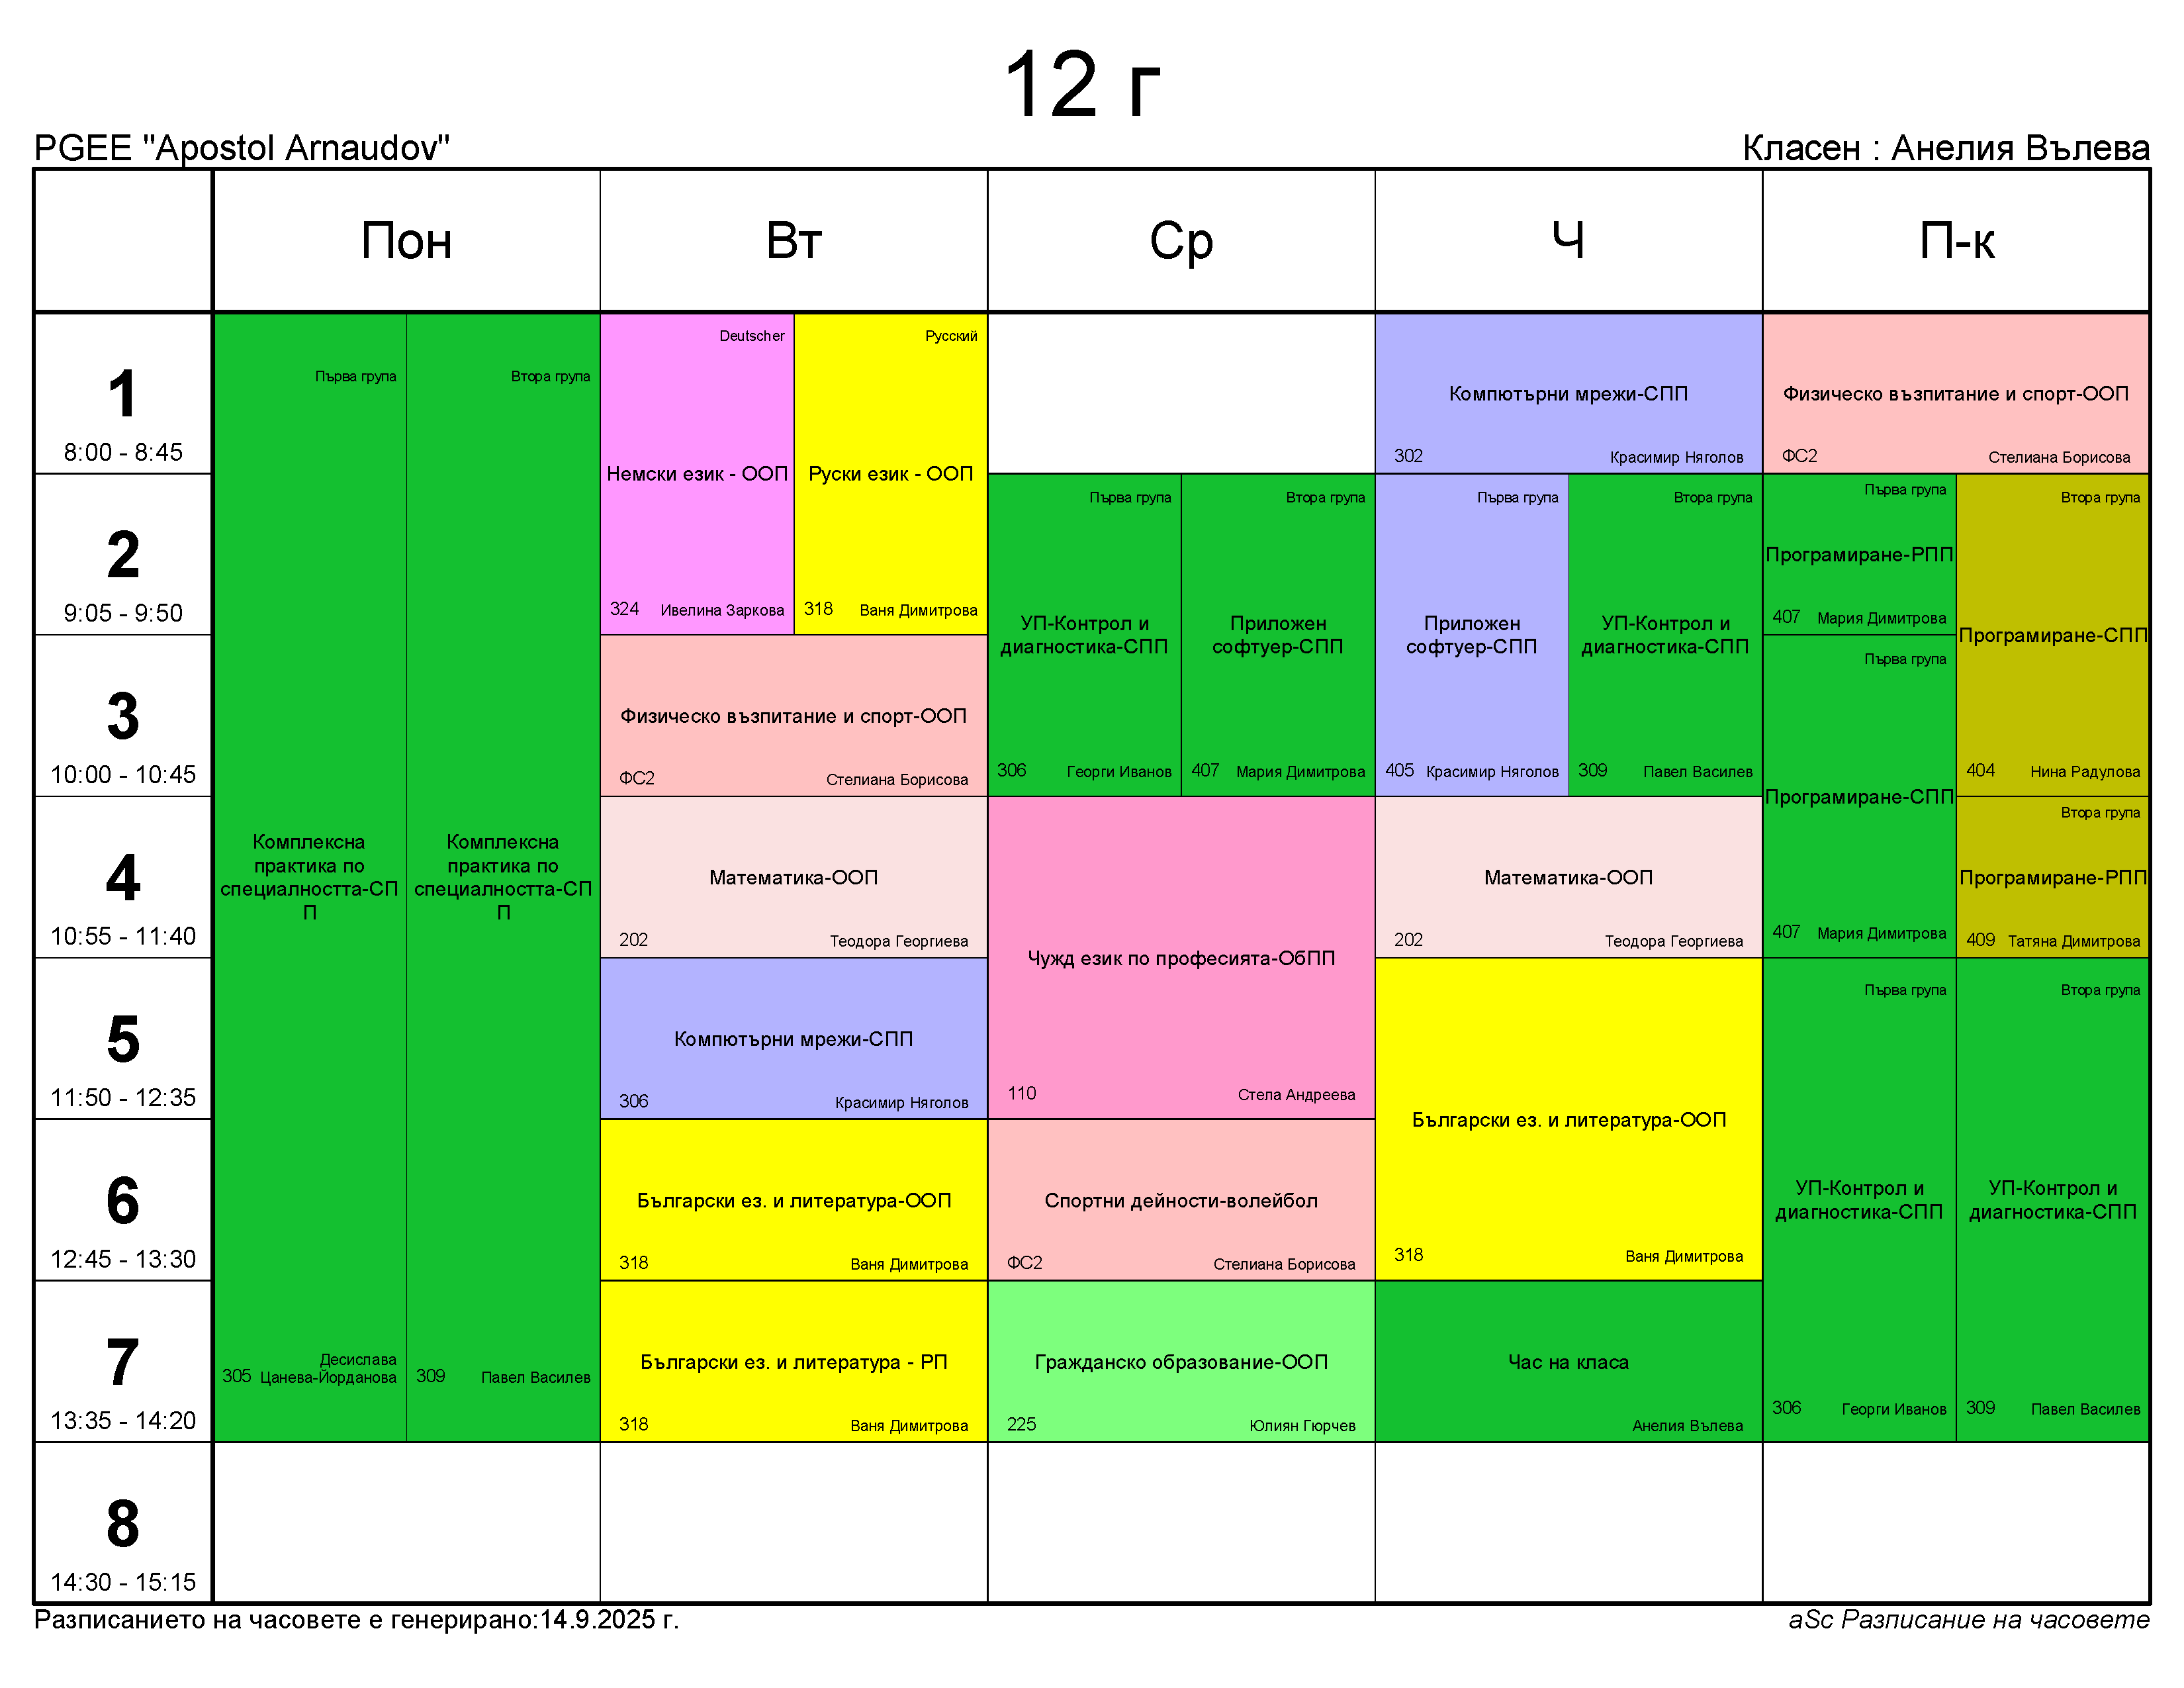 12 г
PGEE "Apostol Arnaudov"
Класен : Анелия Вълева
Пон
Вт
Ср
Ч
П-к
1
8:00 - 8:45
2
9:05 - 9:50
3
10:00 - 10:45
4
10:55 - 11:40
5
11:50 - 12:35
6
12:45 - 13:30
7
13:35 - 14:20
8
14:30 - 15:15
Първа група
Комплексна
практика по
специалността-СП
П
Десислава
305 Цанева-Йорданова
Втора група
Комплексна
практика по
специалността-СП
П
309 Павел Василев
Deutscher
Немски език - ООП
324 Ивелина Заркова
Русский
Руски език - ООП
318 Ваня Димитрова
Физическо възпитание и спорт-ООП
ФС2 Стелиана Борисова
Математика-ООП
202 Теодора Георгиева
Компютърни мрежи-СПП
306 Красимир Няголов
Български ез. и литература-ООП
318 Ваня Димитрова
Български ез. и литература - РП
318 Ваня Димитрова
Първа група
УП-Контрол и
диагностика-СПП
306 Георги Иванов
Втора група
Приложен
софтуер-СПП
407 Мария Димитрова
Чужд език по професията-ОбПП
110 Стела Андреева
Спортни дейности-волейбол
ФС2 Стелиана Борисова
Гражданско образование-ООП
225 Юлиян Гюрчев
Компютърни мрежи-СПП
302 Красимир Няголов
Първа група
Приложен
софтуер-СПП
405 Красимир Няголов
Втора група
УП-Контрол и
диагностика-СПП
309 Павел Василев
Математика-ООП
202 Теодора Георгиева
Български ез. и литература-ООП
318 Ваня Димитрова
Час на класа
Анелия Вълева
Физическо възпитание и спорт-ООП
ФС2 Стелиана Борисова
Първа група
Програмиране-РПП
407 Мария Димитрова
Втора група
Програмиране-СПП
404 Нина Радулова
Първа група
Програмиране-СПП
407 Мария Димитрова
Втора група
Програмиране-РПП
409 Татяна Димитрова
Първа група
УП-Контрол и
диагностика-СПП
306 Георги Иванов
Втора група
УП-Контрол и
диагностика-СПП
309 Павел Василев
Разписанието на часовете е генерирано:14.9.2025 г.
aSc Разписание на часовете